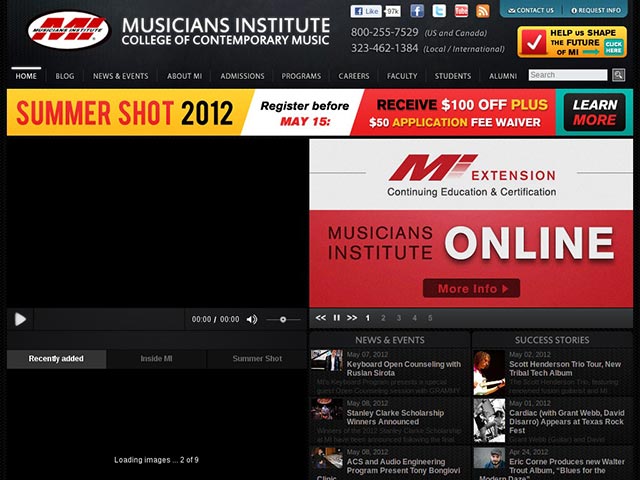 MUSICIANS INSTITUTE
MUSICIANS INSTITUTE
COLLEGE OF CONTEMPORARY MUSIC
Like 97k
CONTACT US
REQUEST INFO
800-255-7529 (US and Canada)
323-462-1384 (Local / International)
HELP US SHAPE
THE FUTURE
OF MI
HOME BLOG NEWS & EVENTS ABOUT MI ADMISSIONS PROGRAMS CAREERS FACULTY STUDENTS ALUMNI Search
SUMMER SHOT 2012
Register before
MAY 15:
RECEIVE $100 OFF PLUS
$50 APPLICATION FEE WAIVER
LEARN
MORE
Mi EXTENSION
Continuing Education & Certification
MUSICIANS
INSTITUTE
ONLINE
More Info
00:00 / 00:00
<< >> 1 2 3 4 5
Recently added Inside MI Summer Shot
Loading images ... 2 of 9
NEWS & EVENTS
May 07, 2012
Keyboard Open Counseling with
Ruslan Sirota
MI's Keyboard Program presents a special
guest Open Counseling session with GRAMMY
May 08, 2012
Stanley Clarke Scholarship
Winners Announced
Winners of the 2012 Stanley Clarke Scholarship
at MI have been announced following the final
May 08, 2012
ACS and Audio Engineering
Program Present Tony Bongiovi
Clinic
SUCCESS STORIES
May 02, 2012
Scott Henderson Trio Tour, New
Tribal Tech Album
The Scott Henderson Trio, featuring
renowned fusion guitarist and MI
May 01, 2012
Cardiac (with Grant Webb, David
Disarro) Appears at Texas Rock
Fest
Grant Webb (Guitar) and David
Apr 24, 2012
Eric Corne Produces new Walter
Trout Album, "Blues for the
Modern Daze"